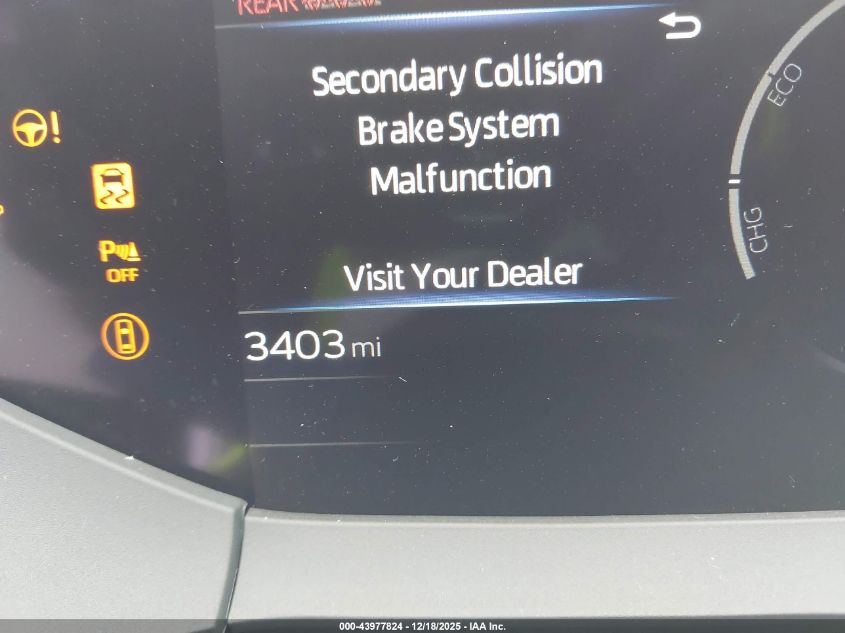 REAR
Secondary Collision
Brake System
Malfunction
Visit Your Dealer
3403 mi
ECO
CHG
!
P
OFF
000-43977824 - 12/18/2025 - IAA Inc.